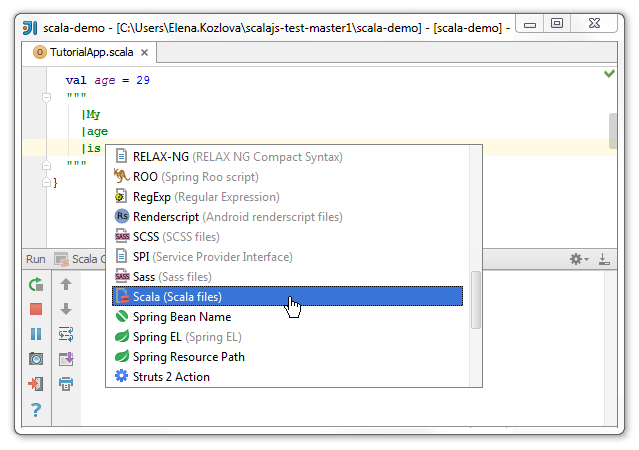 scala-demo - [C:\Users\Elena.Kozlova\scalajs-test-master1\scala-demo] - [scala-demo] -
TutorialApp.scala
val age = 29
"""
|My
|age
|is
"""
}
RELAX-NG (RELAX NG Compact Syntax)
ROO (Spring Roo script)
RegExp (Regular Expression)
Rs Renderscript (Android renderscript files)
SASS SCSS (SCSS files)
SPI (Service Provider Interface)
SASS Sass (Sass files)
Scala (Scala files)
Spring Bean Name
Spring EL (Spring EL)
Spring Resource Path
Struts 2 Action
Run Scala C
?